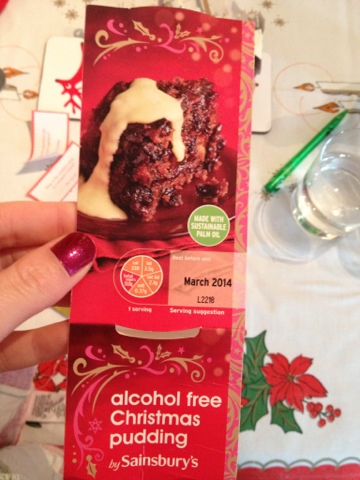 MADE WITH
SUSTAINABLE
PALM OIL
Best before end:
March 2014
L2218
1 serving
Serving suggestion
alcohol free
Christmas
pudding
by Sainsbury's